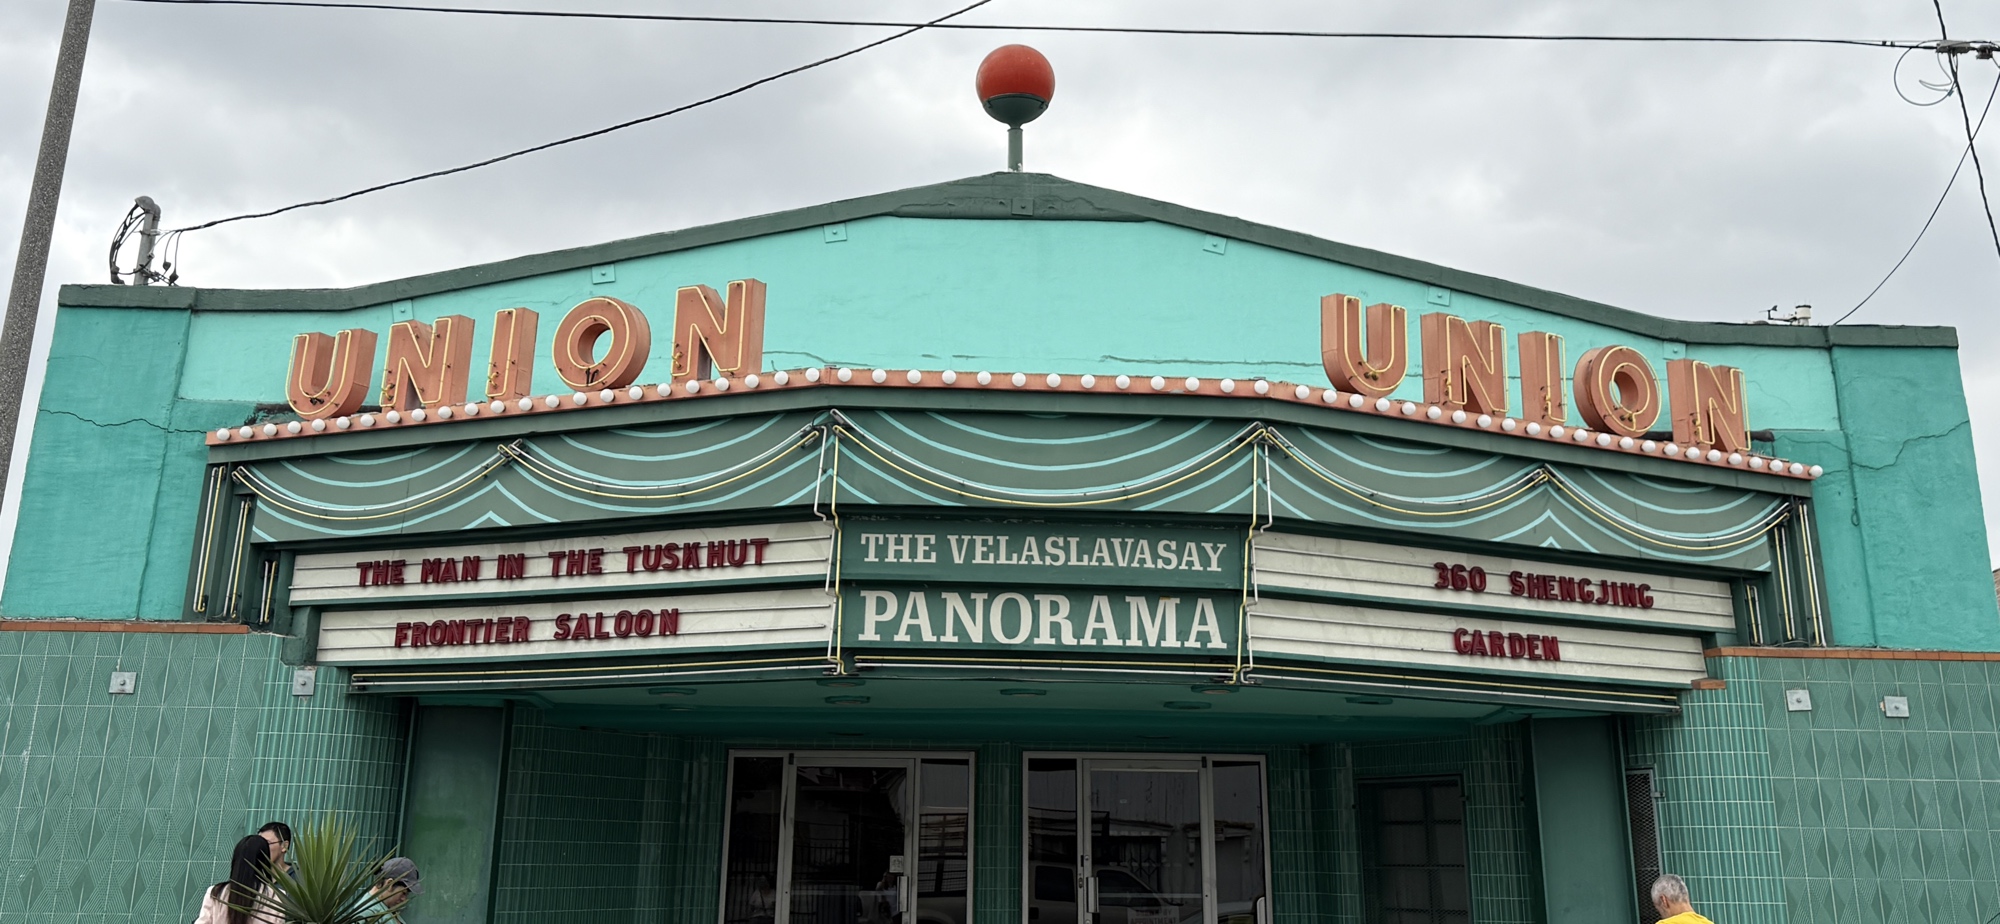 UNION
UNION
THE MAN IN THE TUSKHUT
FRONTIER SALOON
THE VELASLAVASAY
PANORAMA
360 SHENGJING
GARDEN